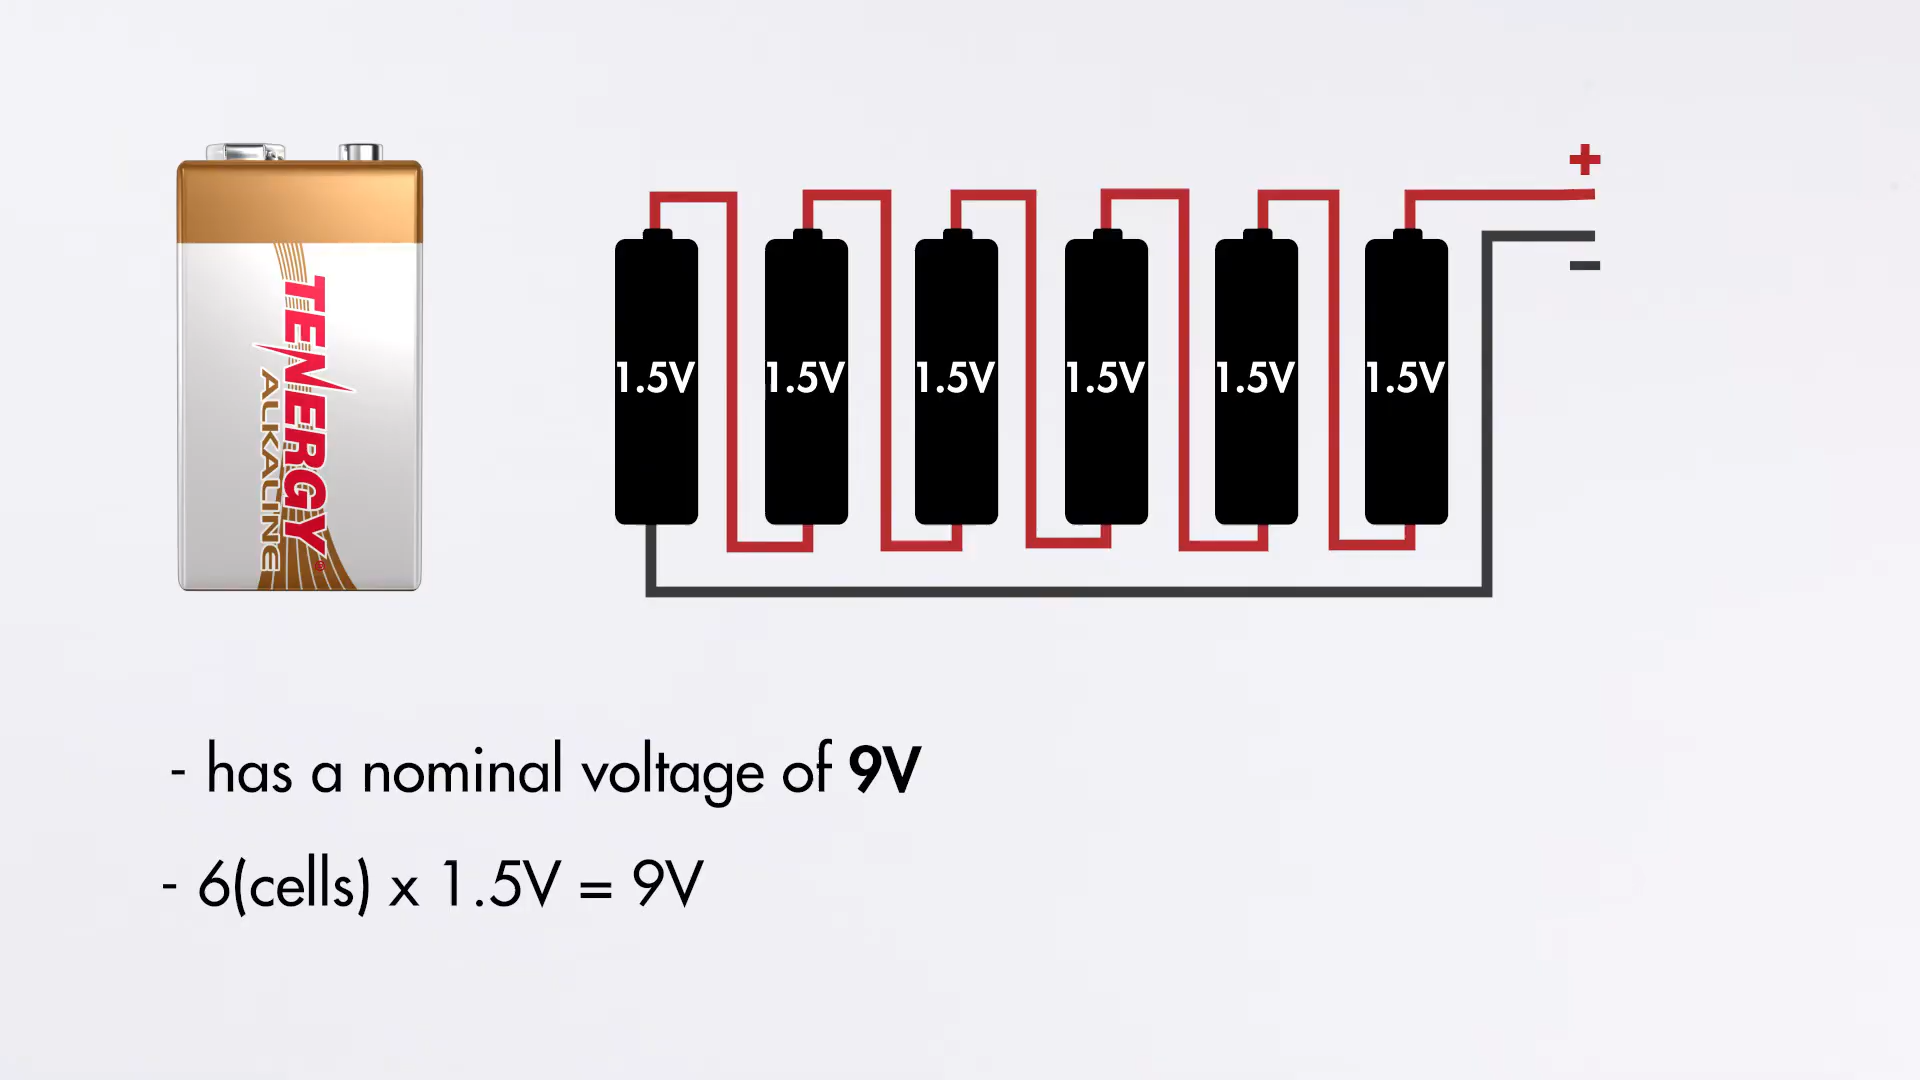 TENERGY
ALKALINE
+
1.5V 1.5V 1.5V 1.5V 1.5V 1.5V
-
- has a nominal voltage of 9V
- 6(cells) x 1.5V = 9V